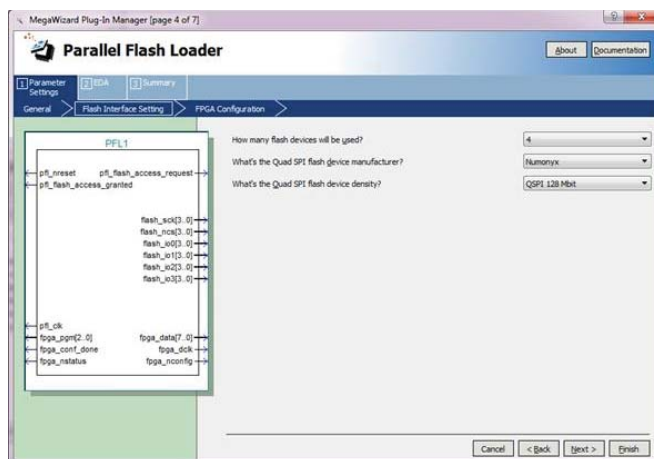 MegaWizard Plug-In Manager [page 4 of 7]
Parallel Flash Loader
About
Documentation
1 Parameter Settings
2 EDA
3 Summary
General
Flash Interface Setting
FPGA Configuration
PFL1
pfl_nreset
pfl_flash_access_request
pfl_flash_access_granted
flash_sck[3..0]
flash_ncs[3..0]
flash_io0[3..0]
flash_io1[3..0]
flash_io2[3..0]
flash_io3[3..0]
pfl_clk
fpga_pgm[2..0]
fpga_data[7..0]
fpga_conf_done
fpga_dclk
fpga_nstatus
fpga_nconfig
How many flash devices will be used?
4
What's the Quad SPI flash device manufacturer?
Numonyx
What's the Quad SPI flash device density?
QSPI 128 Mbit
Cancel
< Back
Next >
Finish